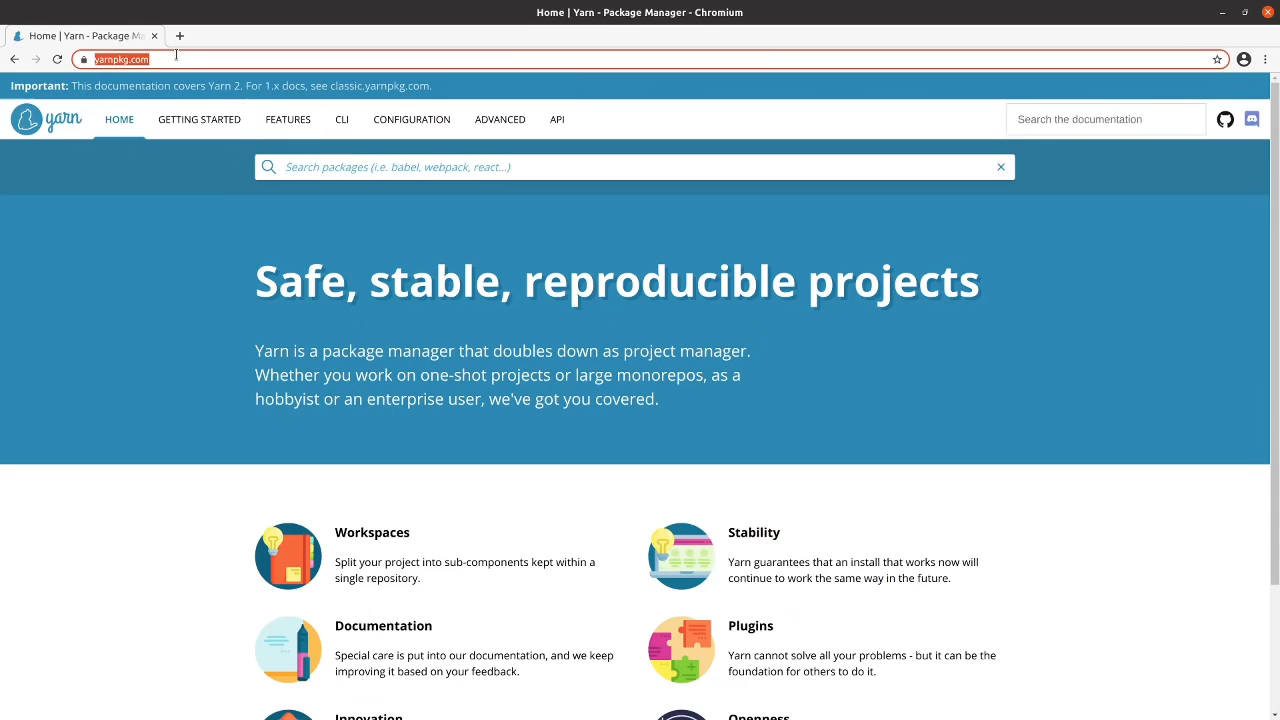 Home | Yarn - Package Manager - Chromium
Home | Yarn - Package Ma
yarnpkg.com
Important: This documentation covers Yarn 2. For 1.x docs, see classic.yarnpkg.com.
yarn HOME GETTING STARTED FEATURES CLI CONFIGURATION ADVANCED API Search the documentation
Search packages (i.e. babel, webpack, react...)
Safe, stable, reproducible projects
Yarn is a package manager that doubles down as project manager.
Whether you work on one-shot projects or large monorepos, as a
hobbyist or an enterprise user, we've got you covered.
Workspaces
Split your project into sub-components kept within a
single repository.
Stability
Yarn guarantees that an install that works now will
continue to work the same way in the future.
Documentation
Special care is put into our documentation, and we keep
improving it based on your feedback.
Plugins
Yarn cannot solve all your problems - but it can be the
foundation for others to do it.
Innovation
Openness